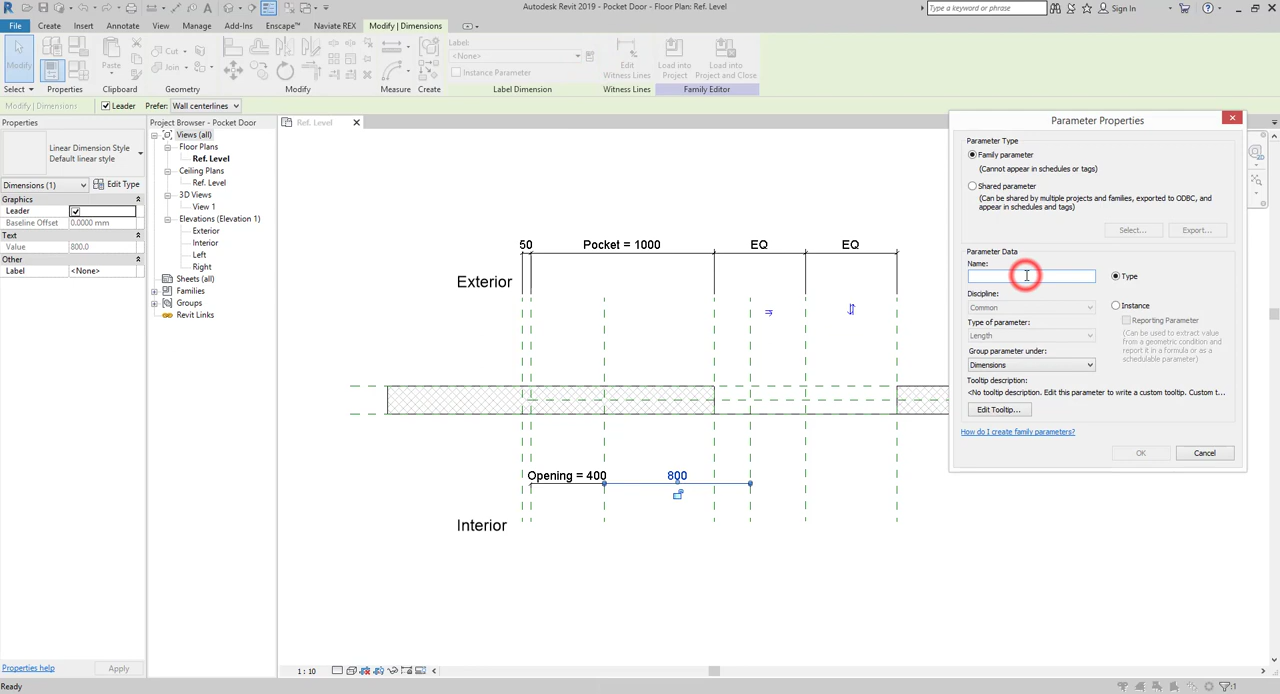 Autodesk Revit 2019 - Pocket Door - Floor Plan: Ref. Level
Type a keyword or phrase
Sign In
File Create Insert Annotate View Manage Add-Ins Enscape™ Naviate REX Modify | Dimensions
Modify
Paste
Cut
Join
Label:
<None>
Instance Parameter
Edit
Witness Lines
Load into
Project
Load into
Project and Close
Select Properties Clipboard Geometry Modify Measure Create Label Dimension Witness Lines Family Editor
Modify | Dimensions Leader Prefer: Wall centerlines
Properties
Linear Dimension Style
Default linear style
Dimensions (1) Edit Type
Graphics
Leader
Baseline Offset 0.0000 mm
Text
Value 800.0
Other
Label <None>
Properties help Apply
Project Browser - Pocket Door
Views (all)
Floor Plans
Ref. Level
Ceiling Plans
Ref. Level
3D Views
View 1
Elevations (Elevation 1)
Exterior
Interior
Left
Right
Sheets (all)
Families
Groups
Revit Links
Ref. Level
50 Pocket = 1000 EQ EQ
Exterior
Opening = 400 800
Interior
Parameter Properties
Parameter Type
Family parameter
(Cannot appear in schedules or tags)
Shared parameter
(Can be shared by multiple projects and families, exported to ODBC, and
appear in schedules and tags)
Select... Export...
Parameter Data
Name:
Type
Discipline:
Common
Instance
Reporting Parameter
(Can be used to extract value
from a geometric condition and
report it in a formula or as a
schedulable parameter)
Type of parameter:
Length
Group parameter under:
Dimensions
Tooltip description:
<No tooltip description. Edit this parameter to write a custom tooltip. Custom t...
Edit Tooltip...
How do I create family parameters?
OK Cancel
1 : 10
Ready
:1